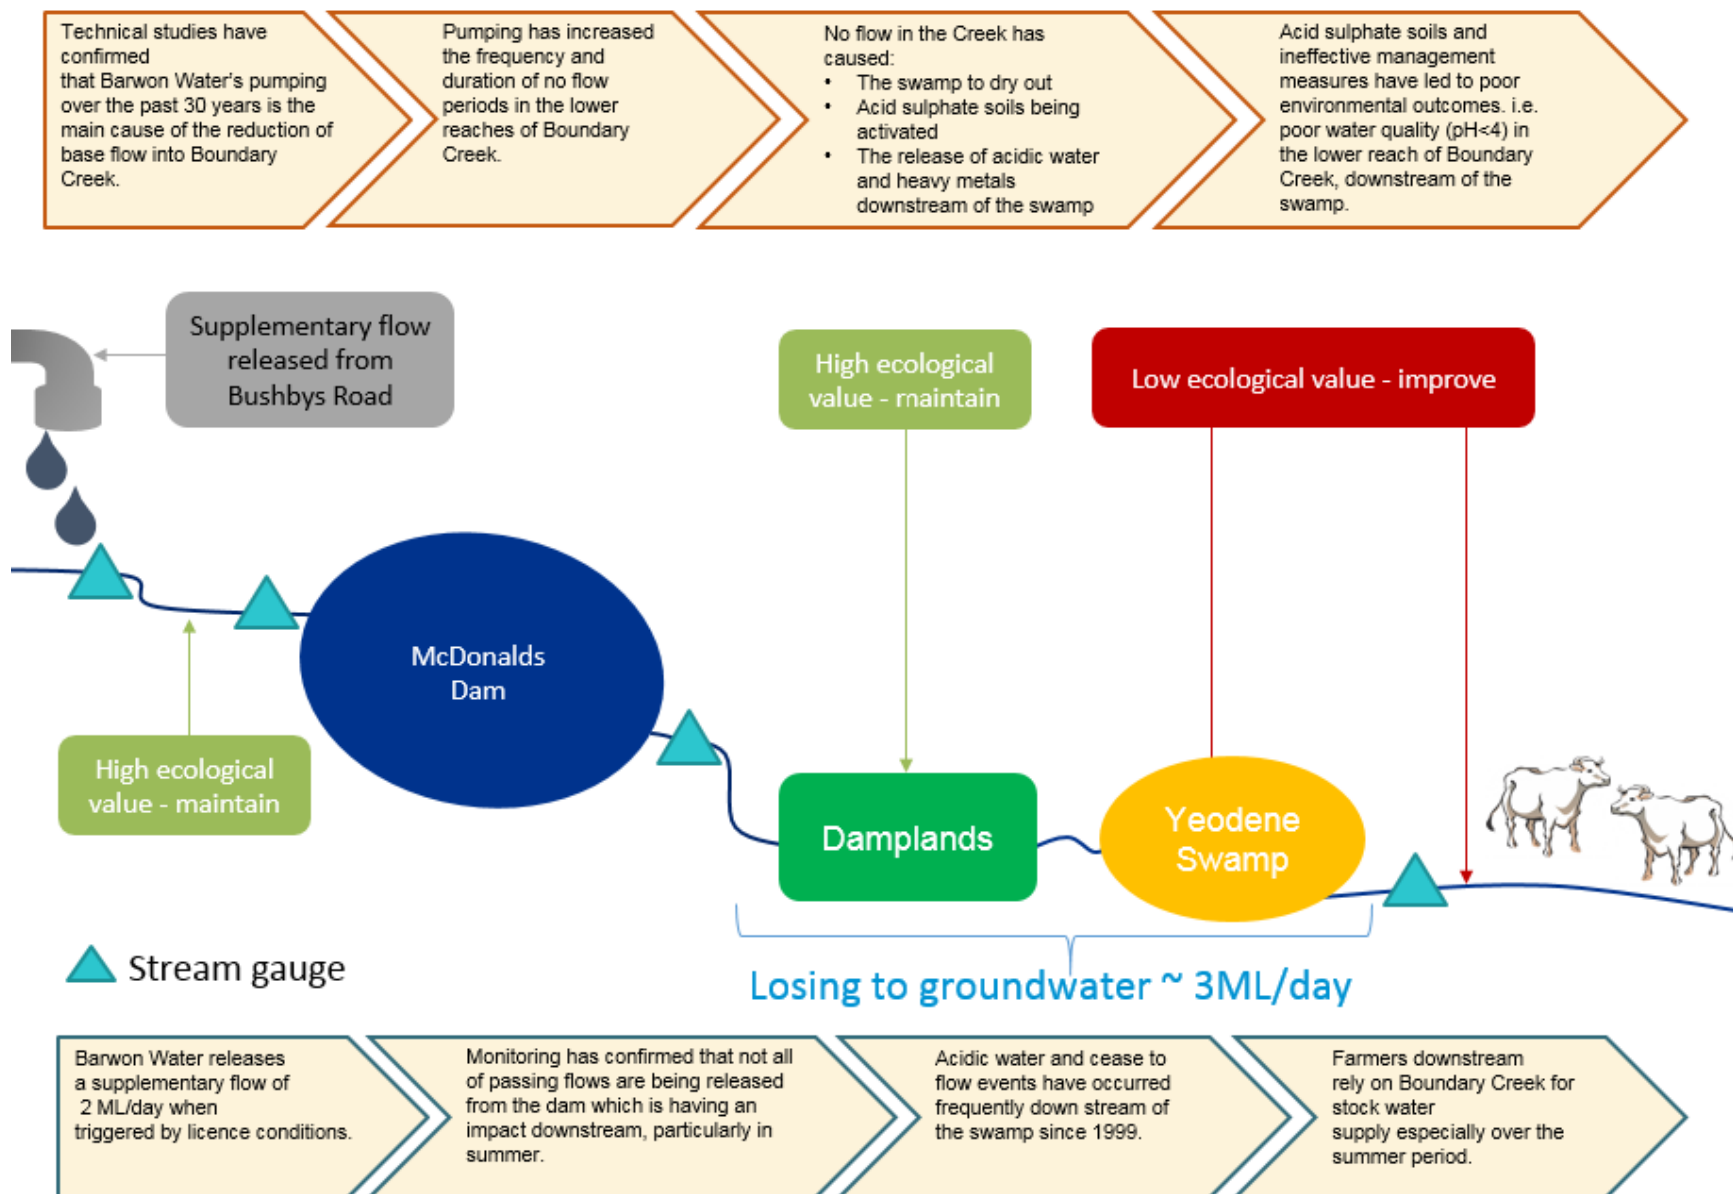 Technical studies have
confirmed
that Barwon Water's pumping
over the past 30 years is the
main cause of the reduction of
base flow into Boundary
Creek.
Pumping has increased
the frequency and
duration of no flow
periods in the lower
reaches of Boundary
Creek.
No flow in the Creek has
caused:
• The swamp to dry out
• Acid sulphate soils being
activated
• The release of acidic water
and heavy metals
downstream of the swamp
Acid sulphate soils and
ineffective management
measures have led to poor
environmental outcomes. i.e.
poor water quality (pH<4) in
the lower reach of Boundary
Creek, downstream of the
swamp.
Supplementary flow
released from
Bushbys Road
High ecological
value - maintain
Low ecological value - improve
McDonalds
Dam
High ecological
value - maintain
Damplands
Yeodene
Swamp
Stream gauge
Losing to groundwater ~ 3ML/day
Barwon Water releases
a supplementary flow of
2 ML/day when
triggered by licence conditions.
Monitoring has confirmed that not all
of passing flows are being released
from the dam which is having an
impact downstream, particularly in
summer.
Acidic water and cease to
flow events have occurred
frequently down stream of
the swamp since 1999.
Farmers downstream
rely on Boundary Creek for
stock water
supply especially over the
summer period.